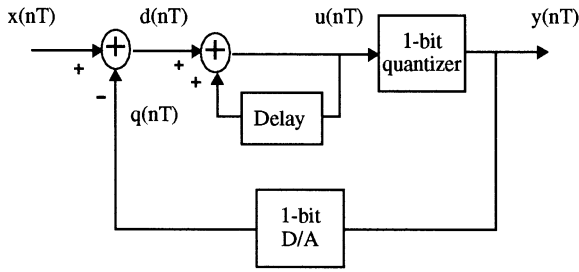 x(nT)
d(nT)
u(nT)
y(nT)
+
+
1-bit
quantizer
+
+
+
−
q(nT)
Delay
1-bit
D/A